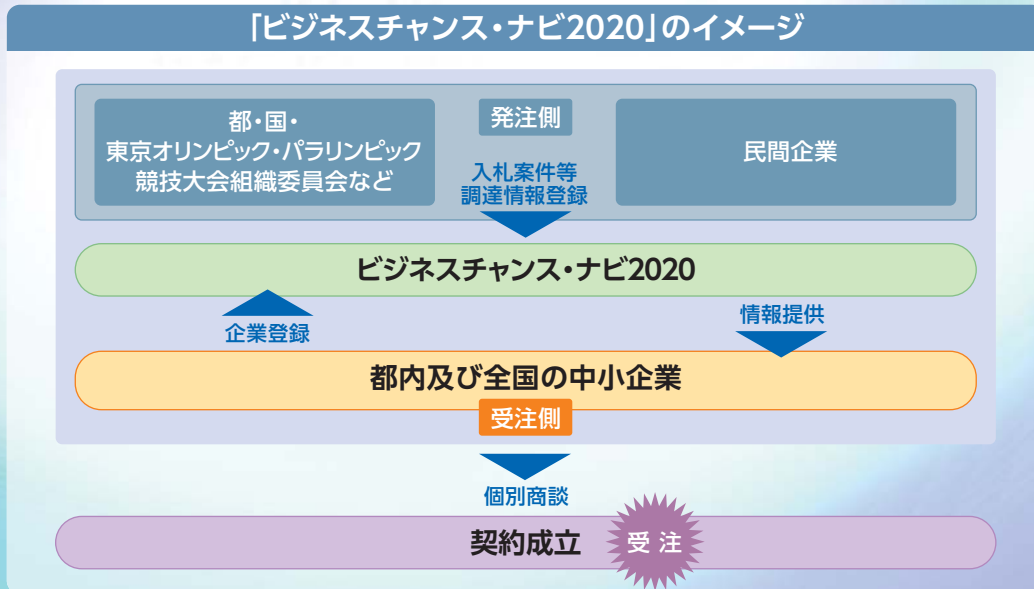 「ビジネスチャンス・ナビ2020」のイメージ
都・国・
東京オリンピック・パラリンピック
競技大会組織委員会など
発注側
入札案件等
調達情報登録
民間企業
ビジネスチャンス・ナビ2020
企業登録
情報提供
都内及び全国の中小企業
受注側
個別商談
契約成立
受注